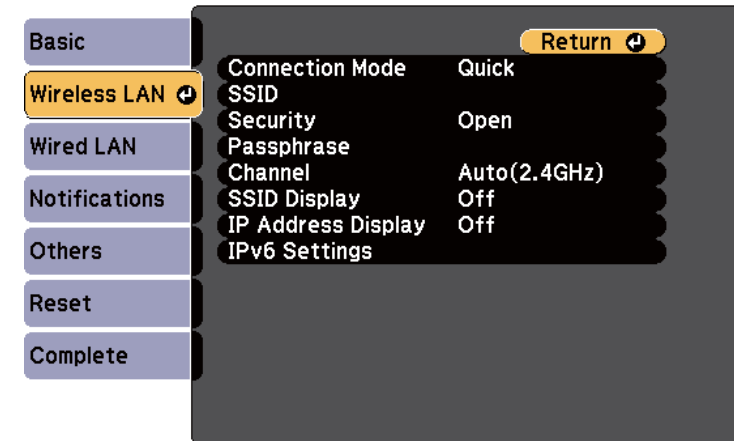 Basic
Wireless LAN
Wired LAN
Notifications
Others
Reset
Complete
Return
Connection Mode Quick
SSID
Security Open
Passphrase
Channel Auto(2.4GHz)
SSID Display Off
IP Address Display Off
IPv6 Settings